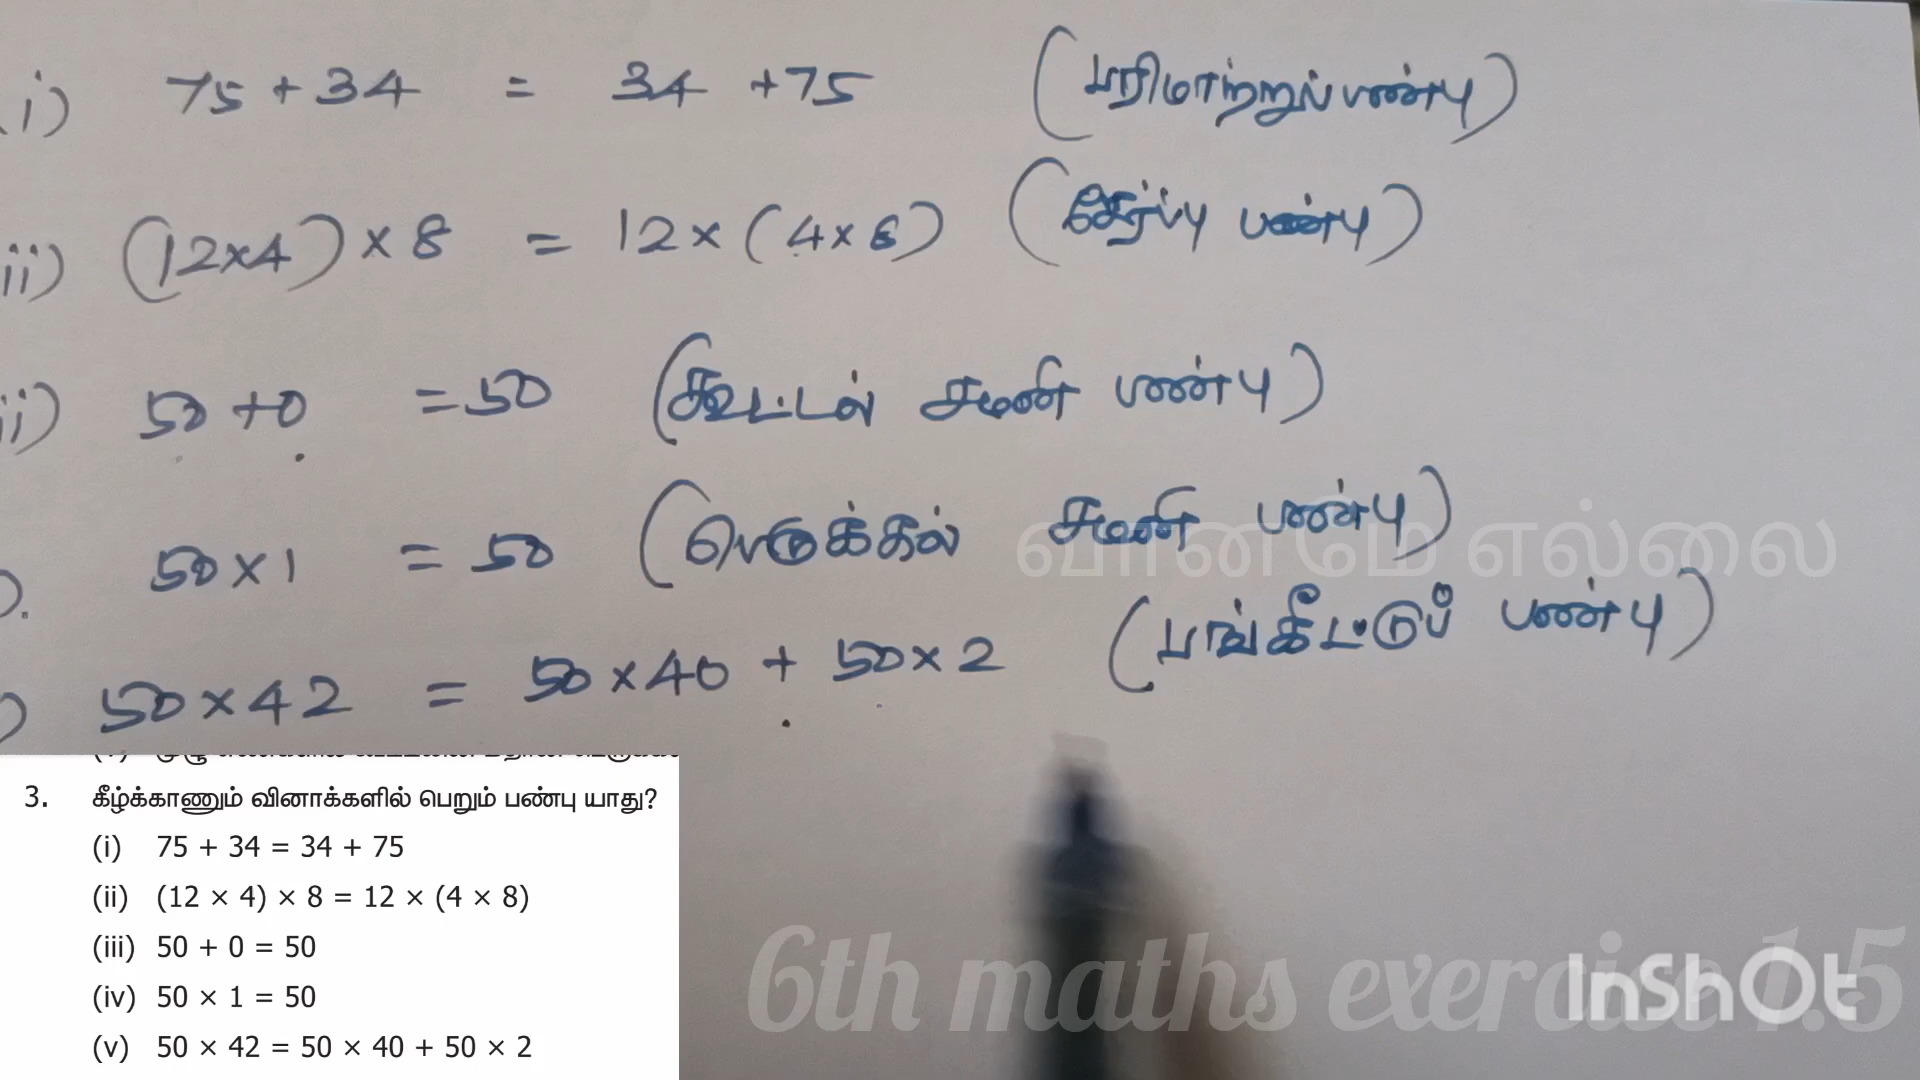 i) 75 + 34 = 34 + 75 (பரிமாற்றுப்பண்பு)
ii) (12×4) × 8 = 12 × (4×8) (சேர்ப்பு பண்பு)
ii) 50 + 0 = 50 (கூட்டல் சமனி பண்பு)
). 50 × 1 = 50 (பெருக்கல் சமனி பண்பு)
வானமே எல்லை
) 50 × 42 = 50 × 40 + 50 × 2 (பங்கீட்டுப் பண்பு)
3. கீழ்க்காணும் வினாக்களில் பெறும் பண்பு யாது?
(i) 75 + 34 = 34 + 75
(ii) (12 × 4) × 8 = 12 × (4 × 8)
(iii) 50 + 0 = 50
(iv) 50 × 1 = 50
(v) 50 × 42 = 50 × 40 + 50 × 2
6th maths exercise 1.5
InShOt